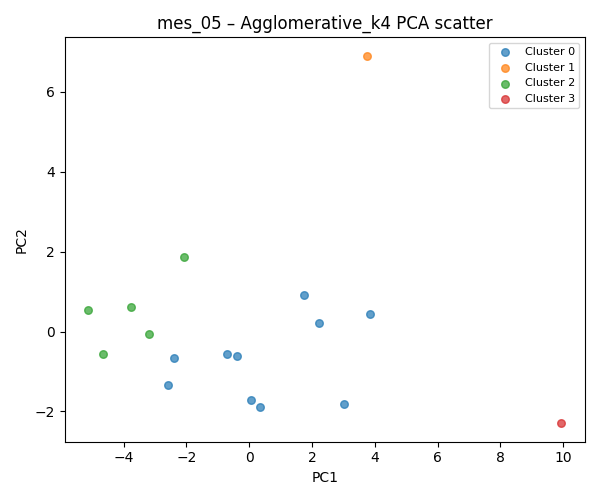 mes_05 – Agglomerative_k4 PCA scatter
Cluster 0
Cluster 1
Cluster 2
Cluster 3
PC2
6
4
2
0
−2
−4 −2 0 2 4 6 8 10
PC1